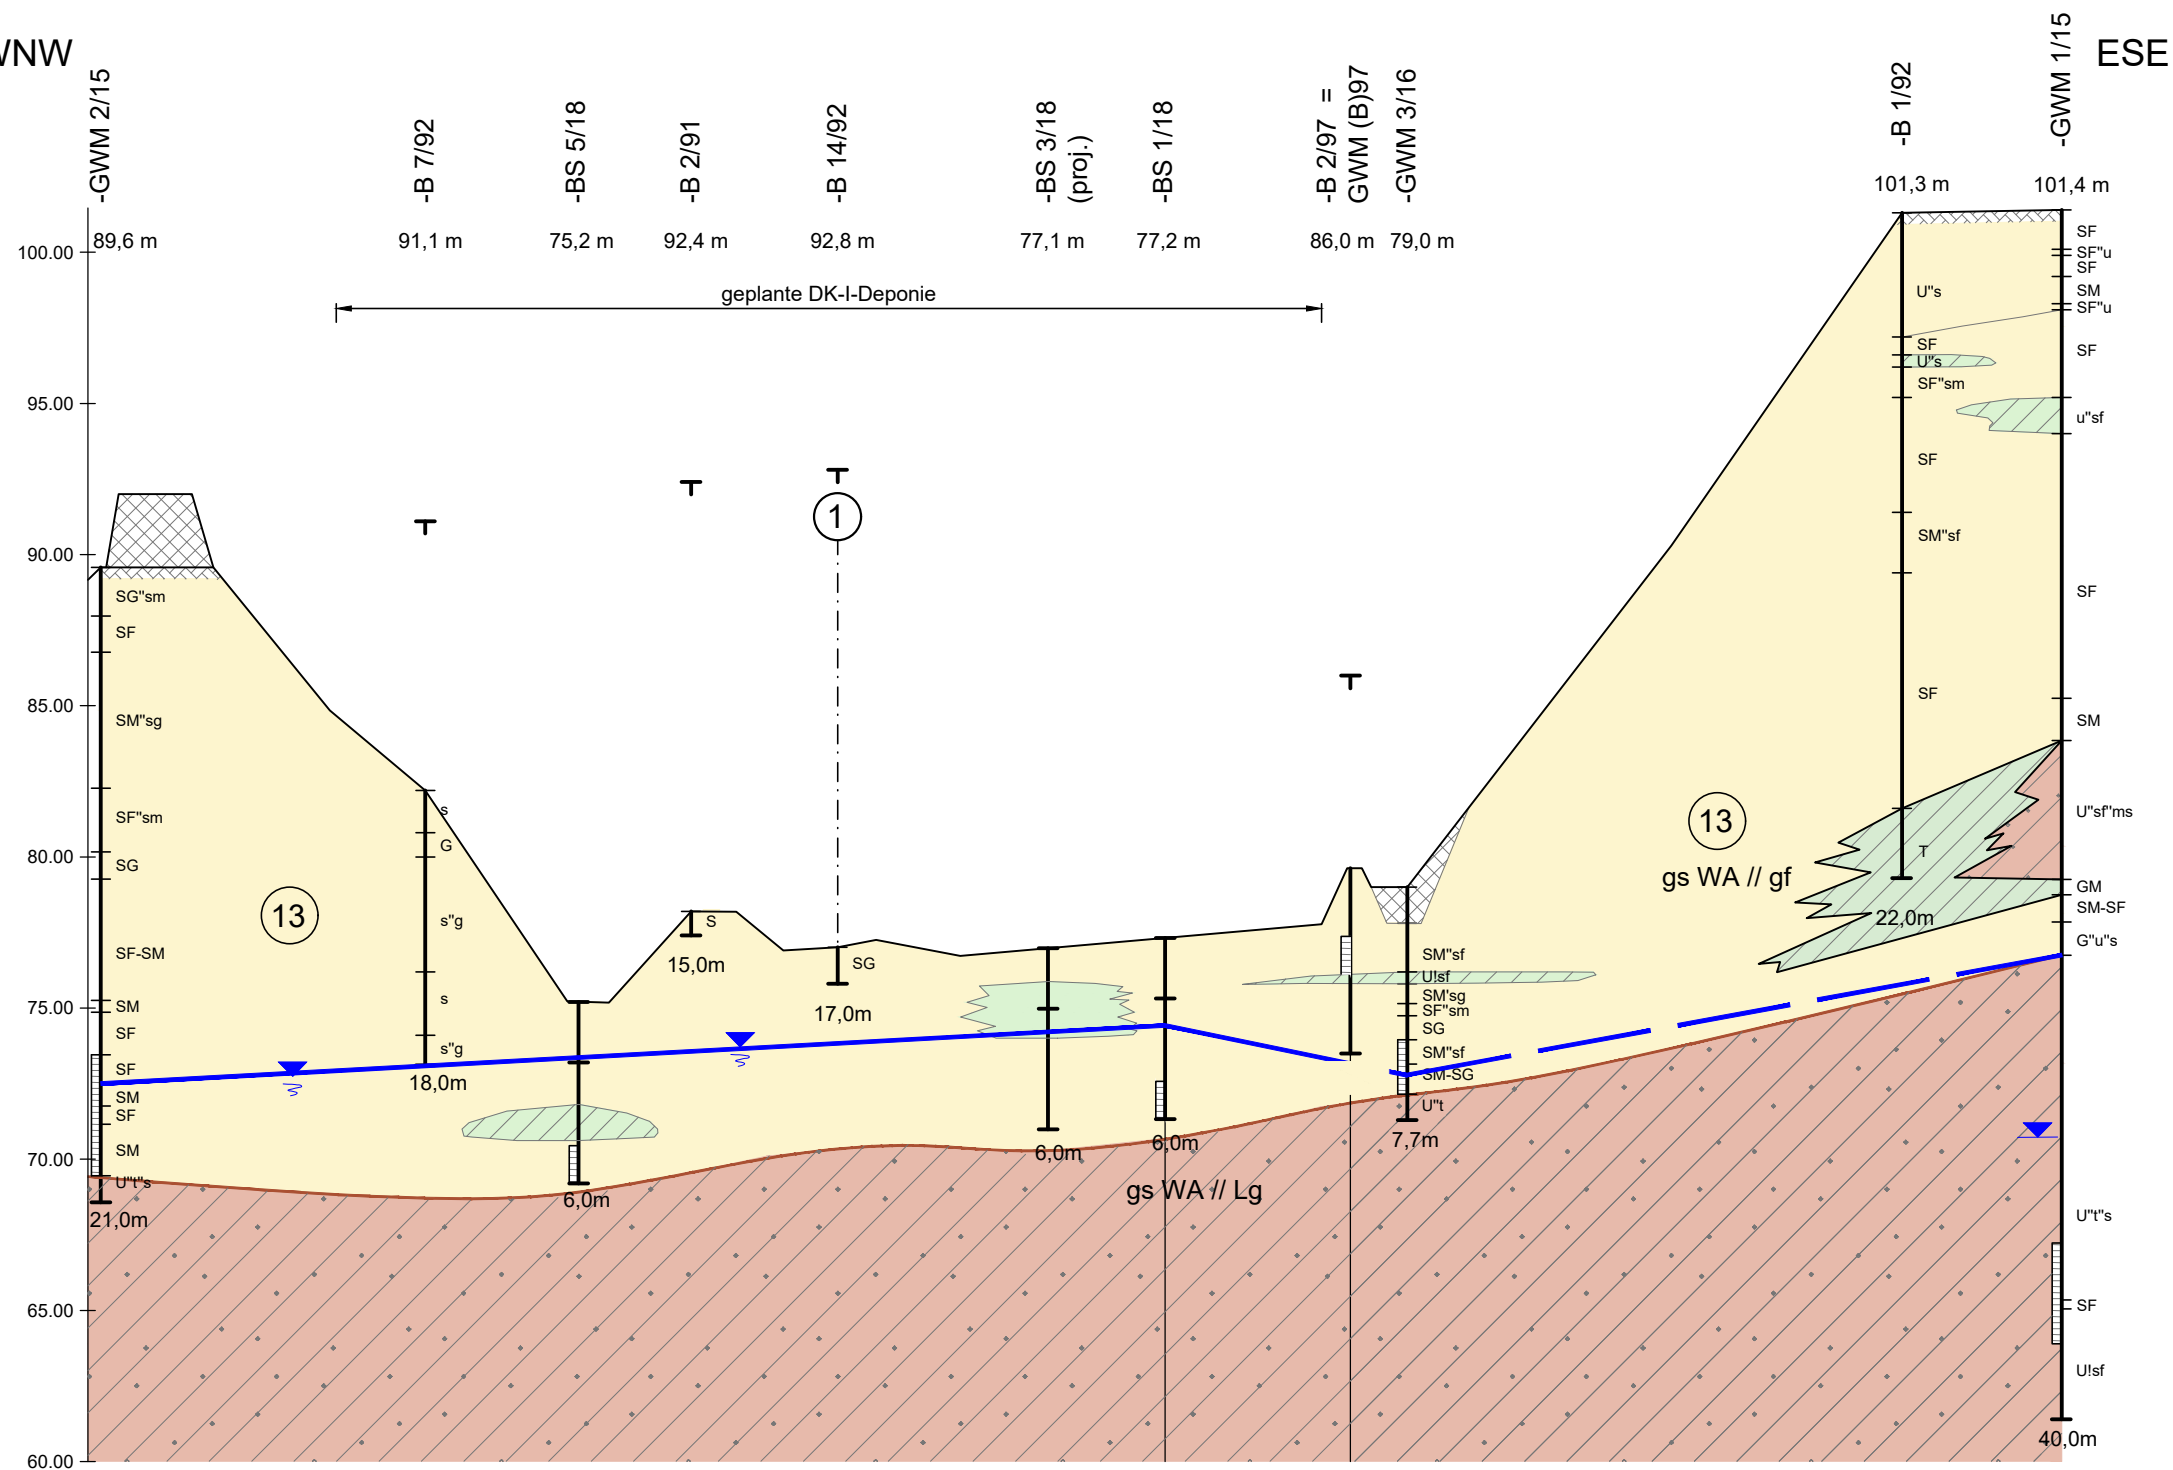 WNW
ESE
-GWM 2/15
-B 7/92
-BS 5/18
-B 2/91
-B 14/92
-BS 3/18
(proj.)
-BS 1/18
-B 2/97 =
GWM (B)97
-GWM 3/16
-B 1/92
-GWM 1/15
89,6 m
91,1 m
75,2 m
92,4 m
92,8 m
77,1 m
77,2 m
86,0 m
79,0 m
101,3 m
101,4 m
geplante DK-I-Deponie
100.00
95.00
90.00
85.00
80.00
75.00
70.00
65.00
60.00
SG"sm
SF
SM"sg
SF"sm
SG
SF-SM
SM
SF
SF
SM
SF
SM
U"t"s
21,0m
13
s
G
s"g
s
s"g
18,0m
6,0m
S
15,0m
1
SG
17,0m
6,0m
6,0m
gs WA // Lg
SM"sf
U!sf
SM'sg
SF"sm
SG
SM"sf
SM-SG
U"t
7,7m
13
gs WA // gf
U"s
SF
U"s
SF"sm
SF
SM"sf
SF
T
22,0m
SF
SF"u
SF
SM
SF"u
SF
u"sf
SF
SM
U"sf"ms
GM
SM-SF
G"u"s
U"t"s
SF
U!sf
40,0m